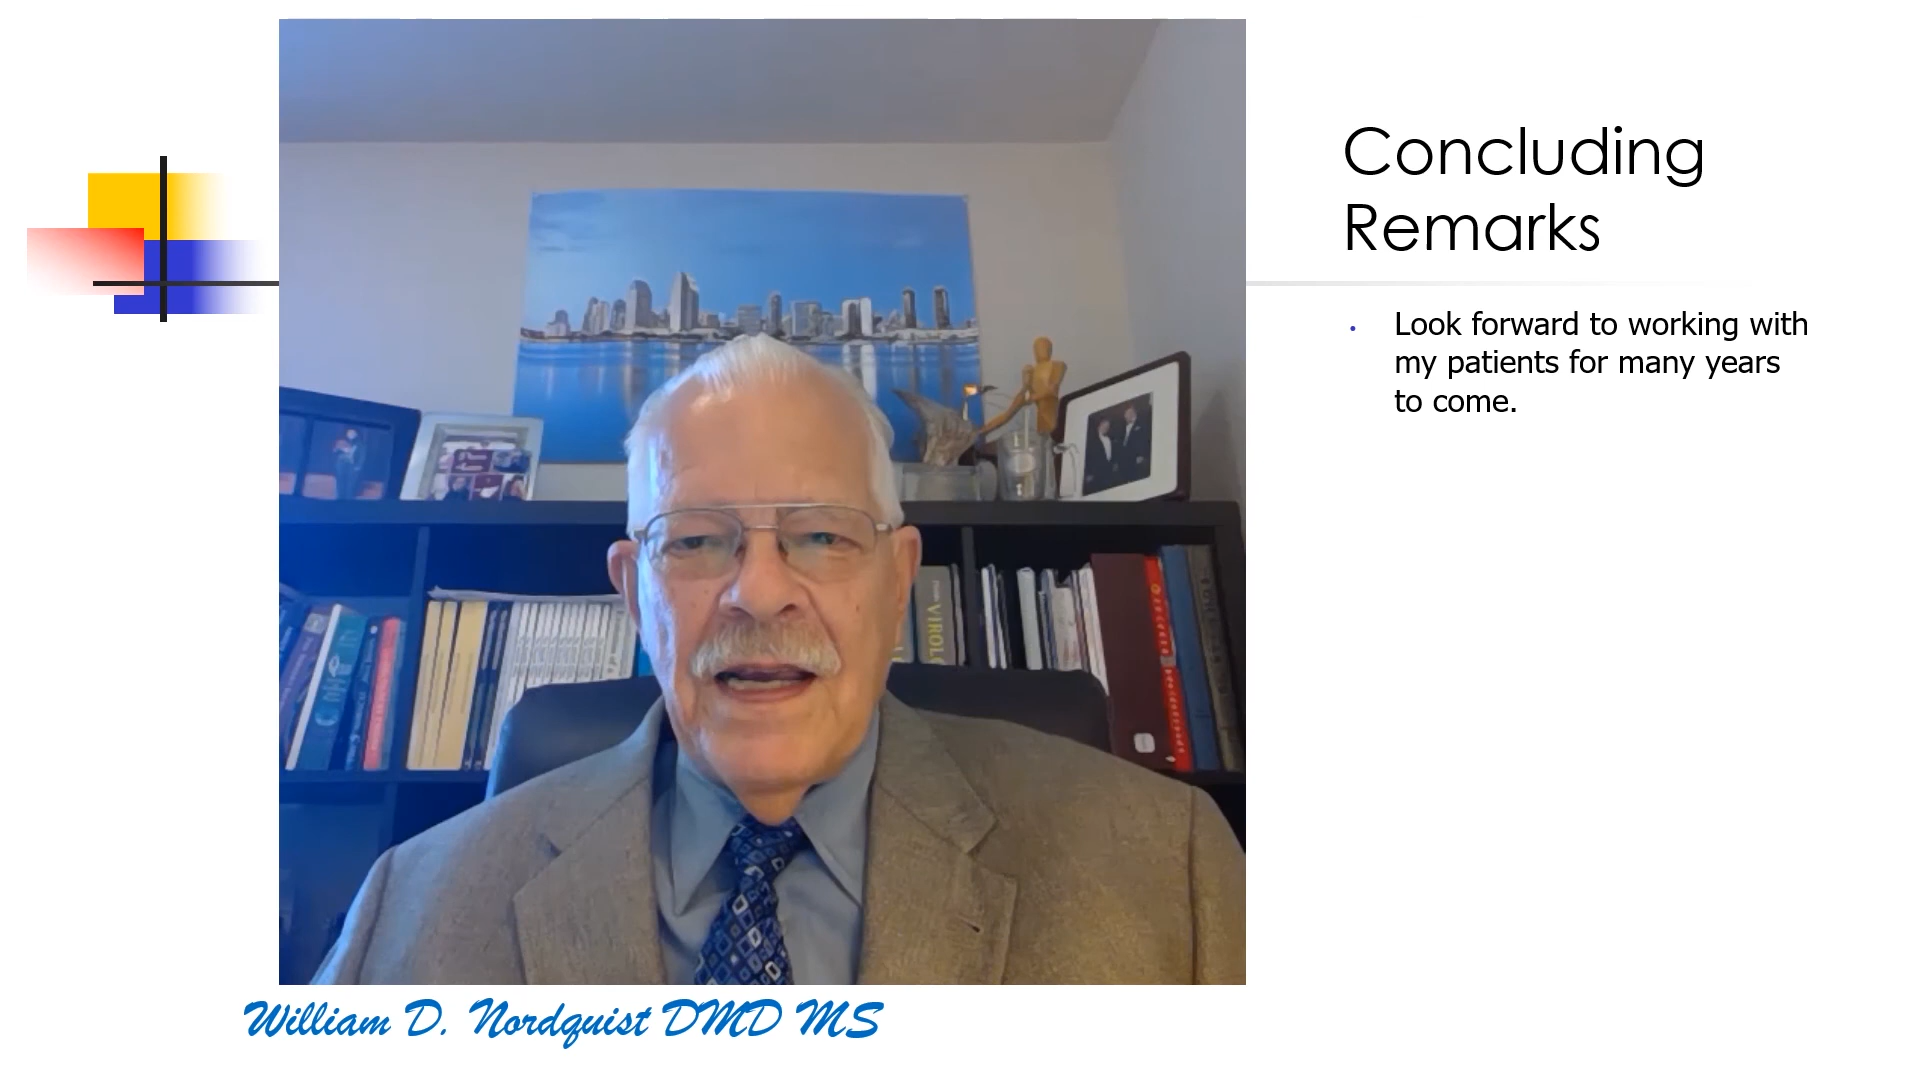 Concluding
Remarks
• Look forward to working with
my patients for many years
to come.
William D. Nordquist DMD MS